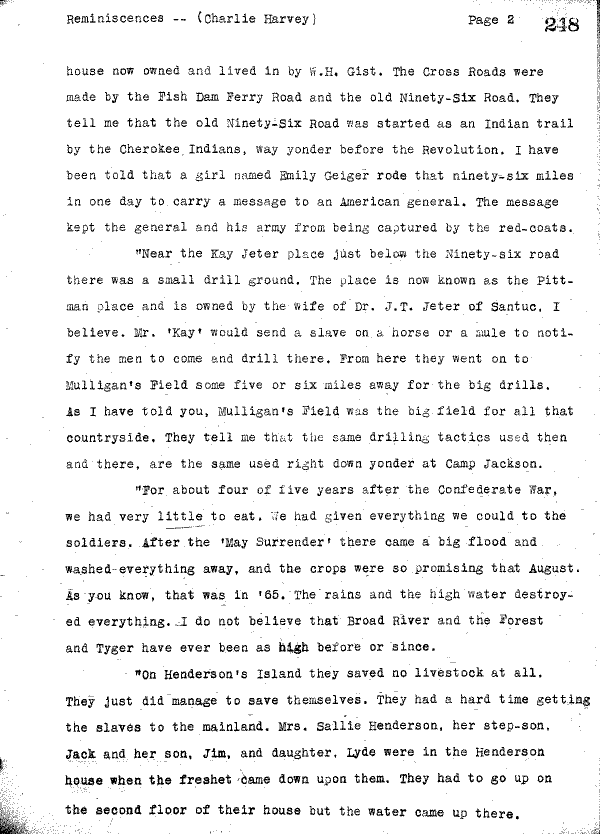 Reminiscences -- (Charlie Harvey) Page 2 248
house now owned and lived in by W.H. Gist. The Cross Roads were
made by the Fish Dam Ferry Road and the old Ninety-Six Road. They
tell me that the old Ninety-Six Road was started as an Indian trail
by the Cherokee Indians, way yonder before the Revolution. I have
been told that a girl named Emily Geiger rode that ninety-six miles
in one day to carry a message to an American general. The message
kept the general and his army from being captured by the red-coats.
"Near the Kay Jeter place just below the Ninety-six road
there was a small drill ground. The place is now known as the Pitt-
man place and is owned by the wife of Dr. J.T. Jeter of Santuc, I
believe. Mr. 'Kay' would send a slave on a horse or a mule to noti-
fy the men to come and drill there. From here they went on to
Mulligan's Field some five or six miles away for the big drills.
As I have told you, Mulligan's Field was the big field for all that
countryside. They tell me that the same drilling tactics used then
and there, are the same used right down yonder at Camp Jackson.
"For about four of five years after the Confederate War,
we had very little to eat. We had given everything we could to the
soldiers. After the 'May Surrender' there came a big flood and
washed everything away, and the crops were so promising that August.
As you know, that was in '65. The rains and the high water destroy-
ed everything. I do not believe that Broad River and the Forest
and Tyger have ever been as high before or since.
"On Henderson's Island they saved no livestock at all.
They just did manage to save themselves. They had a hard time getting
the slaves to the mainland. Mrs. Sallie Henderson, her step-son,
Jack and her son, Jim, and daughter, Lyde were in the Henderson
house when the freshet came down upon them. They had to go up on
the second floor of their house but the water came up there.